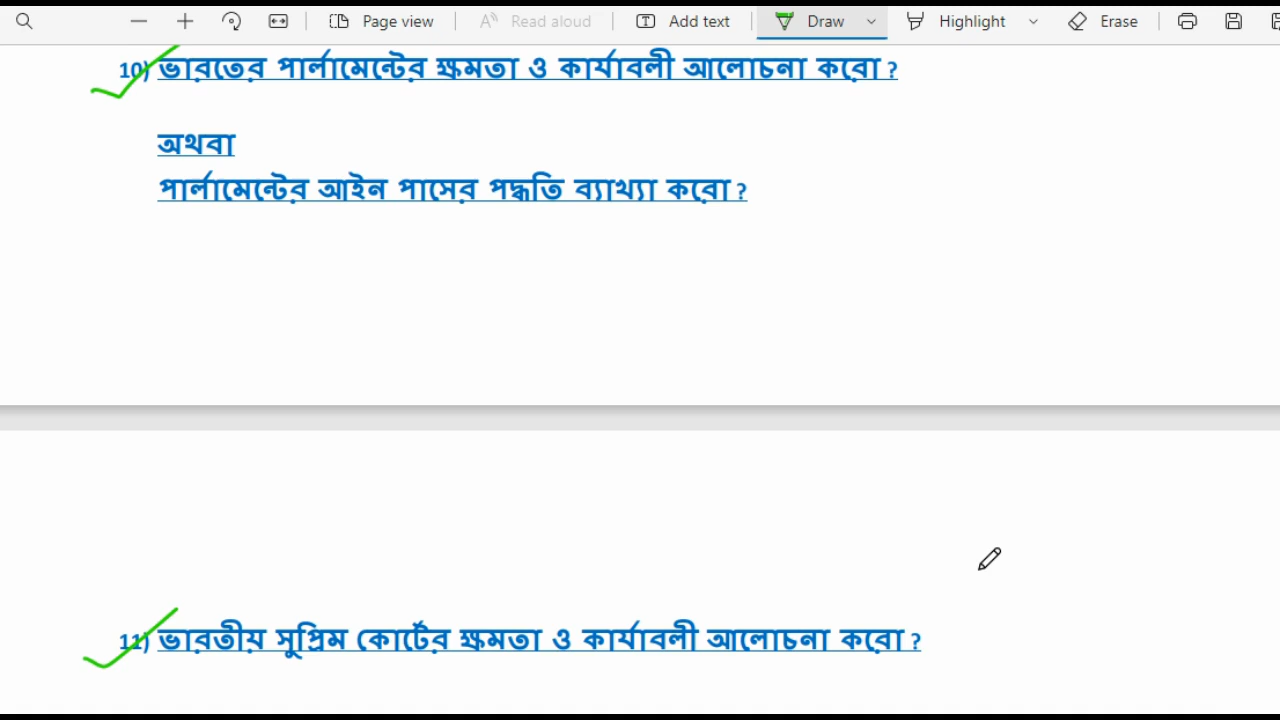 Page view Read aloud Add text Draw Highlight Erase
10) ভারতের পার্লামেন্টের ক্ষমতা ও কার্যাবলী আলোচনা করো ?
অথবা
পার্লামেন্টের আইন পাসের পদ্ধতি ব্যাখ্যা করো ?
11) ভারতীয় সুপ্রিম কোর্টের ক্ষমতা ও কার্যাবলী আলোচনা করো ?